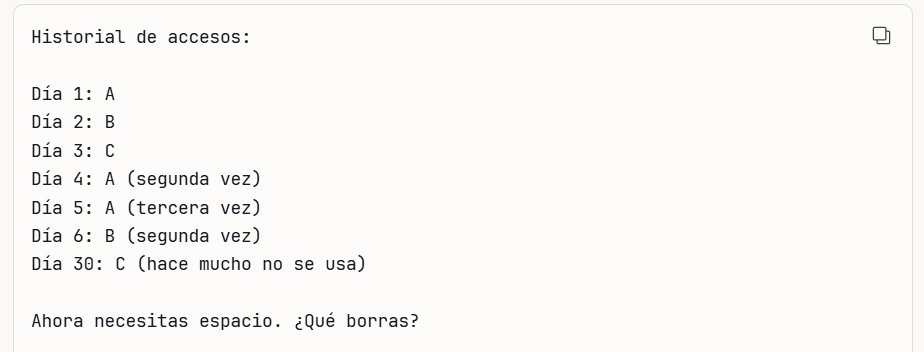 Historial de accesos:
Día 1: A
Día 2: B
Día 3: C
Día 4: A (segunda vez)
Día 5: A (tercera vez)
Día 6: B (segunda vez)
Día 30: C (hace mucho no se usa)
Ahora necesitas espacio. ¿Qué borras?